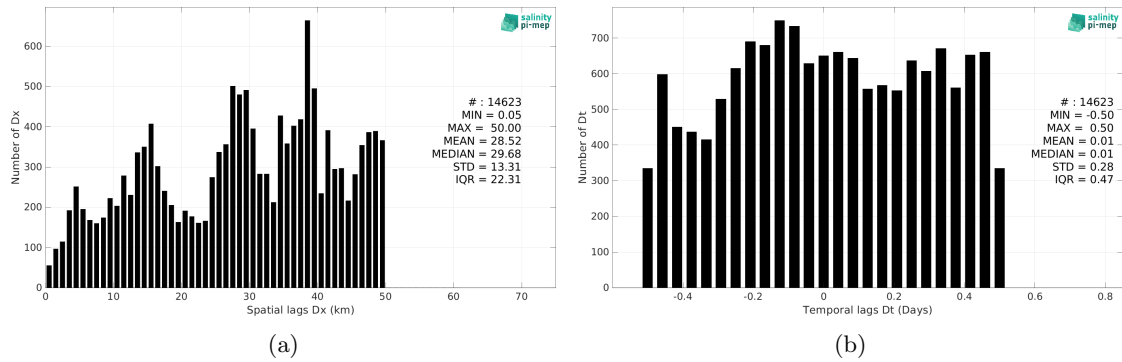 salinity
pi-mep
Number of Dx
600
500
400
300
200
100
0
# : 14623
MIN = 0.05
MAX = 50.00
MEAN = 28.52
MEDIAN = 29.68
STD = 13.31
IQR = 22.31
0 10 20 30 40 50 60 70
Spatial lags Dx (km)
(a)
salinity
pi-mep
Number of Dt
700
600
500
400
300
200
100
0
# : 14623
MIN = -0.50
MAX = 0.50
MEAN = 0.01
MEDIAN = 0.01
STD = 0.28
IQR = 0.47
-0.4 -0.2 0 0.2 0.4 0.6 0.8
Temporal lags Dt (Days)
(b)